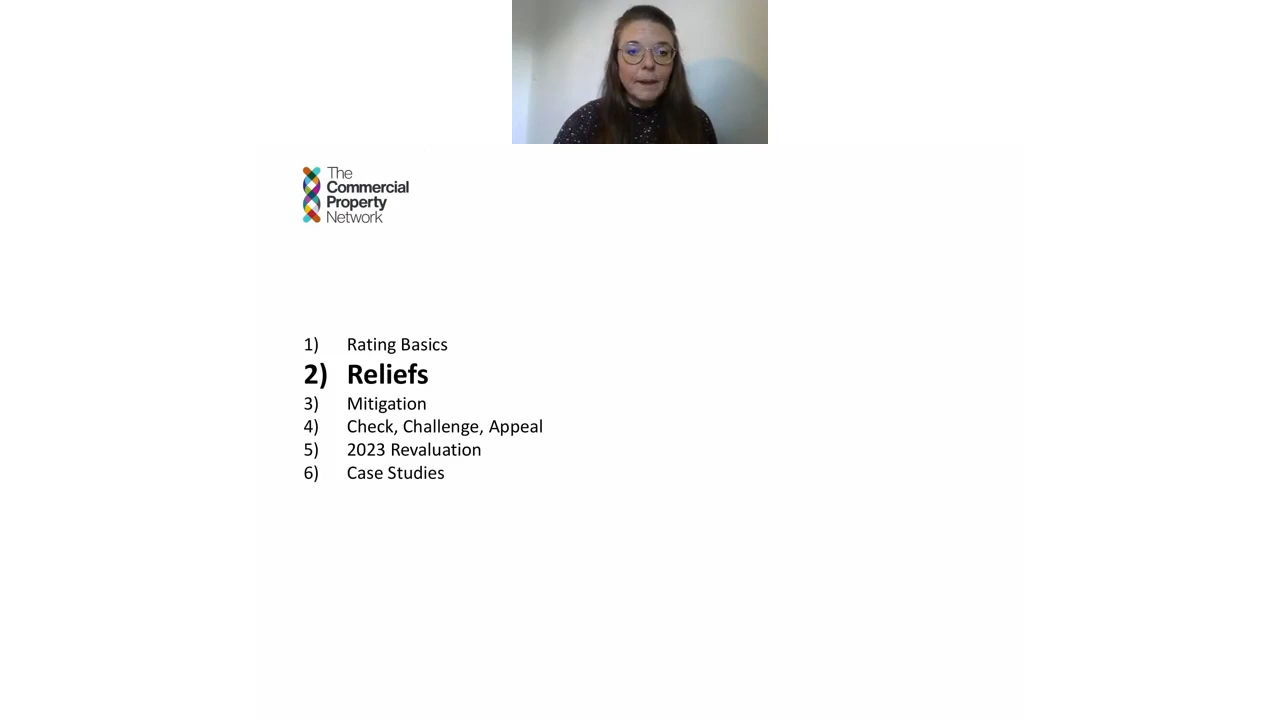 The
Commercial
Property
Network
1) Rating Basics
2) Reliefs
3) Mitigation
4) Check, Challenge, Appeal
5) 2023 Revaluation
6) Case Studies